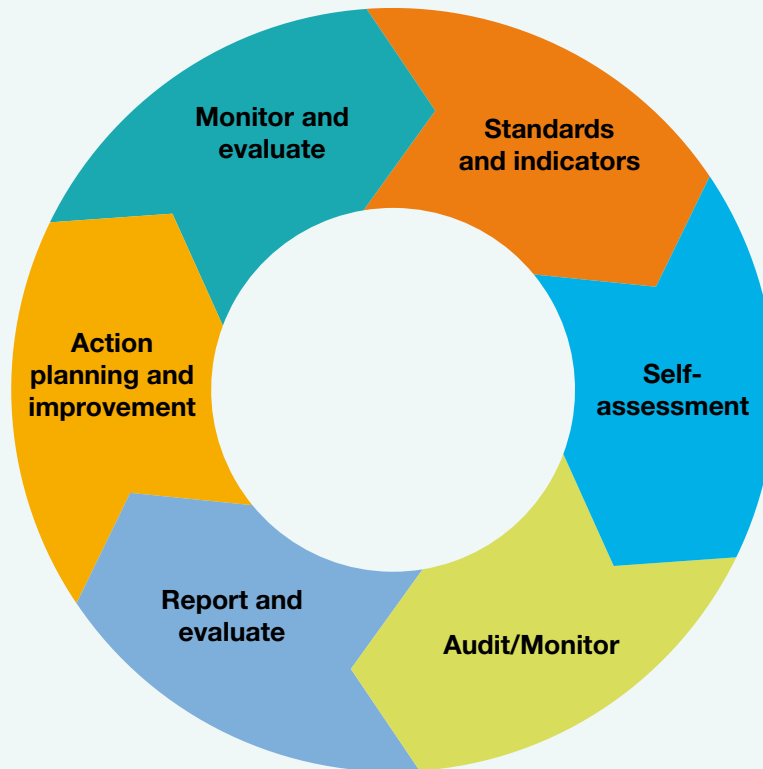 Monitor and
evaluate
Standards
and indicators
Self-
assessment
Audit/Monitor
Report and
evaluate
Action
planning and
improvement